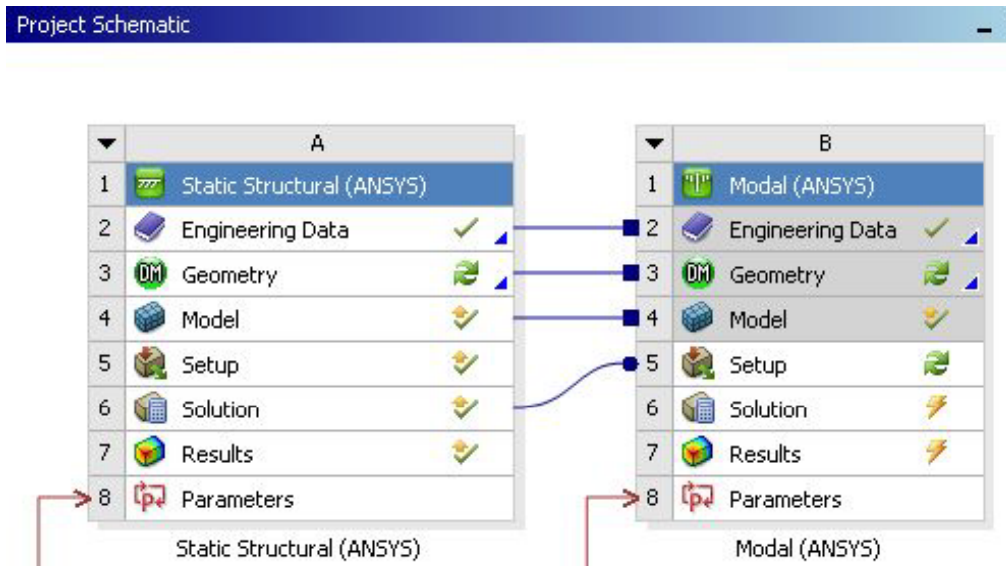 Project Schematic
A
1 Static Structural (ANSYS)
2 Engineering Data
3 DM Geometry
4 Model
5 Setup
6 Solution
7 Results
8 p Parameters
Static Structural (ANSYS)
B
1 Modal (ANSYS)
2 Engineering Data
3 DM Geometry
4 Model
5 Setup
6 Solution
7 Results
8 p Parameters
Modal (ANSYS)